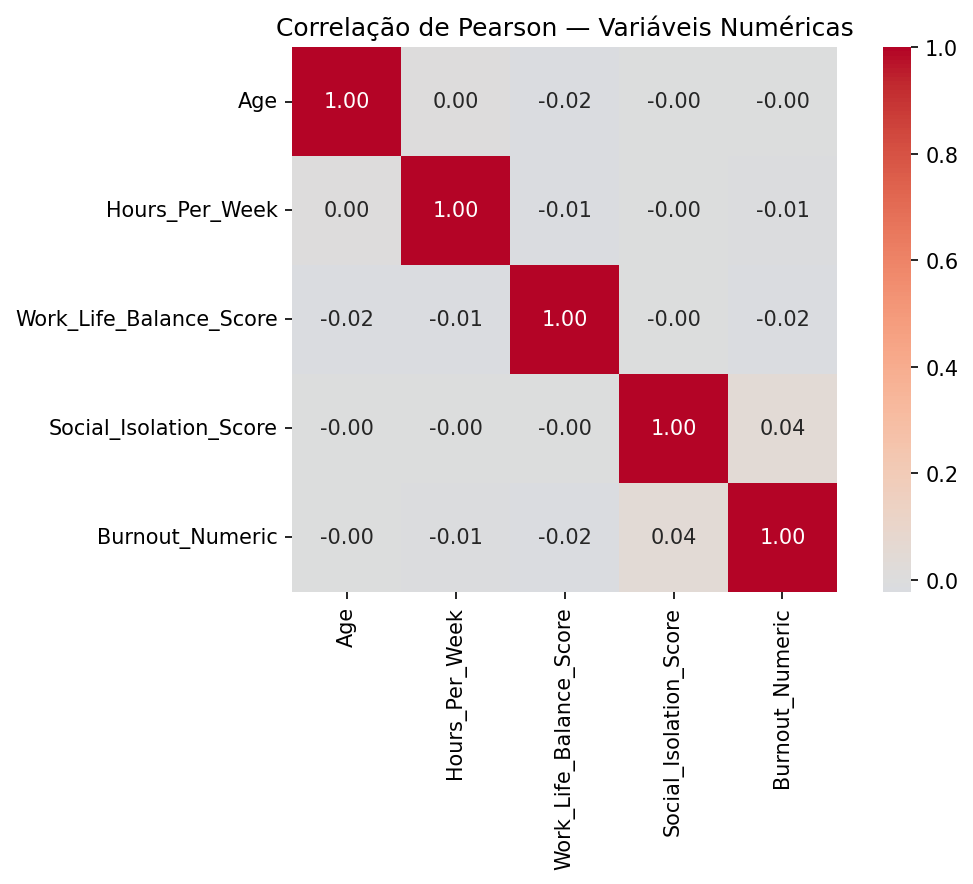 Correlação de Pearson — Variáveis Numéricas
Age 1.00 0.00 -0.02 -0.00 -0.00
Hours_Per_Week 0.00 1.00 -0.01 -0.00 -0.01
Work_Life_Balance_Score -0.02 -0.01 1.00 -0.00 -0.02
Social_Isolation_Score -0.00 -0.00 -0.00 1.00 0.04
Burnout_Numeric -0.00 -0.01 -0.02 0.04 1.00
Age
Hours_Per_Week
Work_Life_Balance_Score
Social_Isolation_Score
Burnout_Numeric
1.0
0.8
0.6
0.4
0.2
0.0